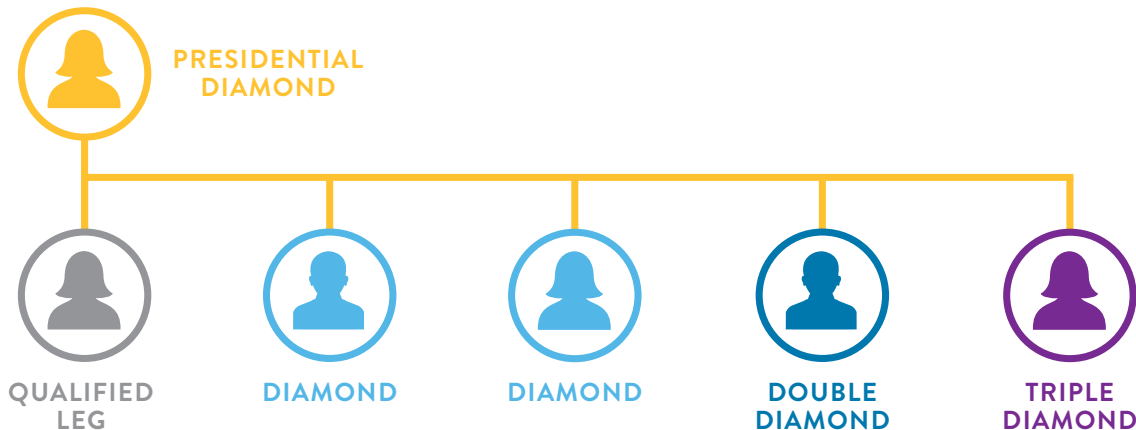 PRESIDENTIAL
DIAMOND
QUALIFIED
LEG
DIAMOND
DIAMOND
DOUBLE
DIAMOND
TRIPLE
DIAMOND